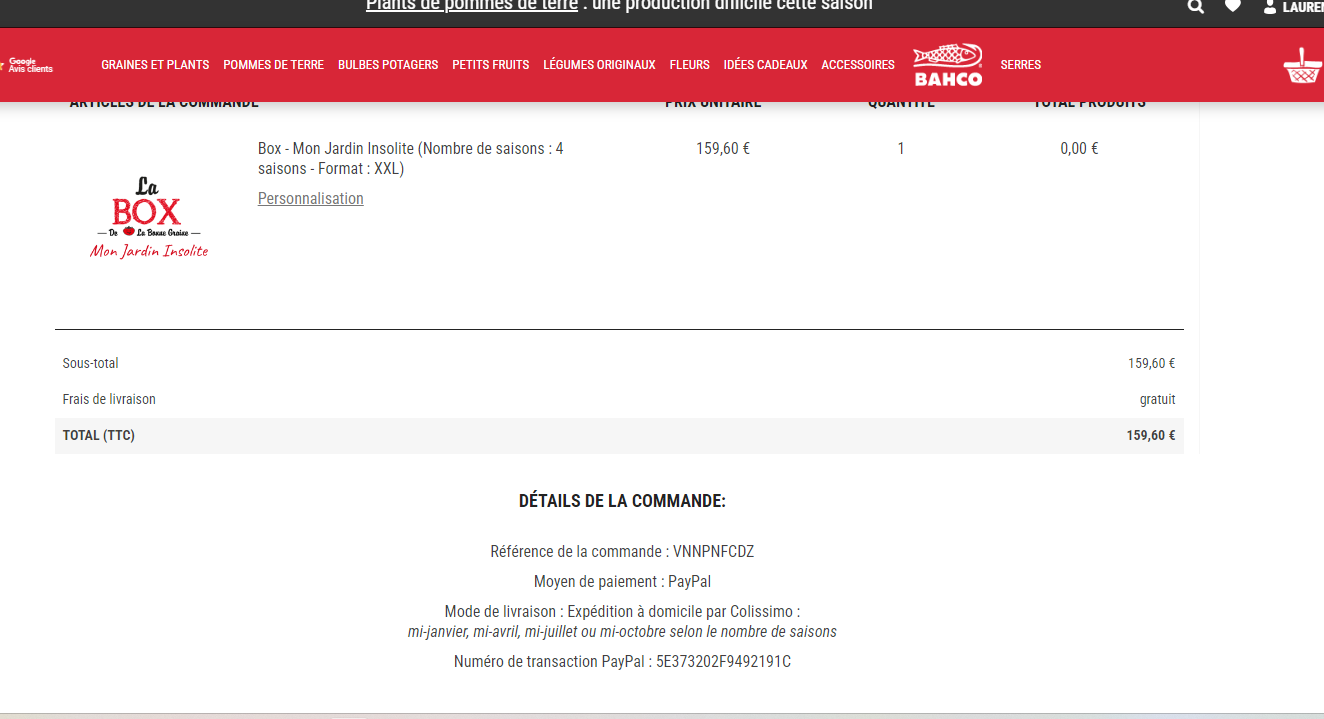 Plants de pommes de terre : une production difficile cette saison
LAUREN
Google
Avis clients
GRAINES ET PLANTS POMMES DE TERRE BULBES POTAGERS PETITS FRUITS LÉGUMES ORIGINAUX FLEURS IDÉES CADEAUX ACCESSOIRES BAHCO SERRES
ARTICLES DE LA COMMANDE PRIX UNITAIRE QUANTITÉ TOTAL PRODUITS
Box - Mon Jardin Insolite (Nombre de saisons : 4 159,60 € 1 0,00 €
saisons - Format : XXL)
Personnalisation
La
BOX
De La Bonne Graine
Mon Jardin Insolite
Sous-total 159,60 €
Frais de livraison gratuit
TOTAL (TTC) 159,60 €
DÉTAILS DE LA COMMANDE:
Référence de la commande : VNNPNFCDZ
Moyen de paiement : PayPal
Mode de livraison : Expédition à domicile par Colissimo :
mi-janvier, mi-avril, mi-juillet ou mi-octobre selon le nombre de saisons
Numéro de transaction PayPal : 5E373202F9492191C